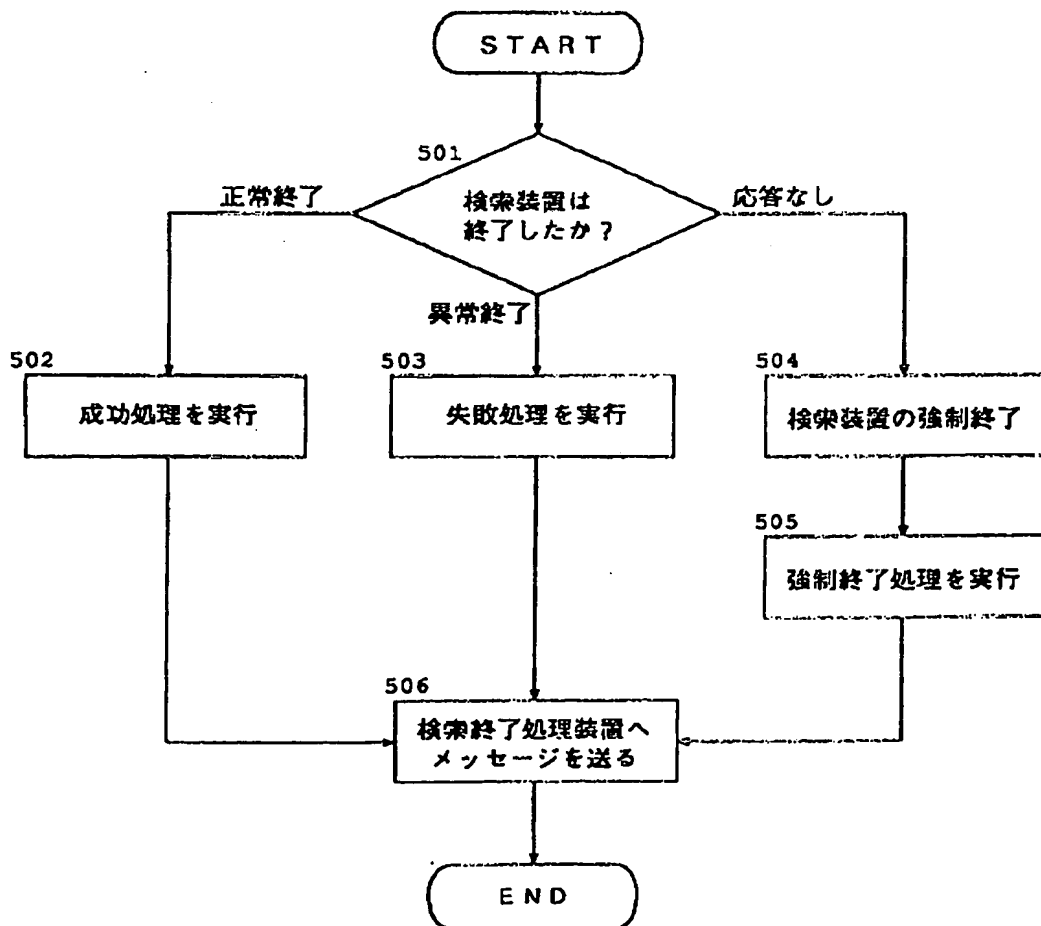 START
501
検索装置は
終了したか？
正常終了
応答なし
異常終了
502
成功処理を実行
503
失敗処理を実行
504
検索装置の強制終了
505
強制終了処理を実行
506
検索終了処理装置へ
メッセージを送る
END